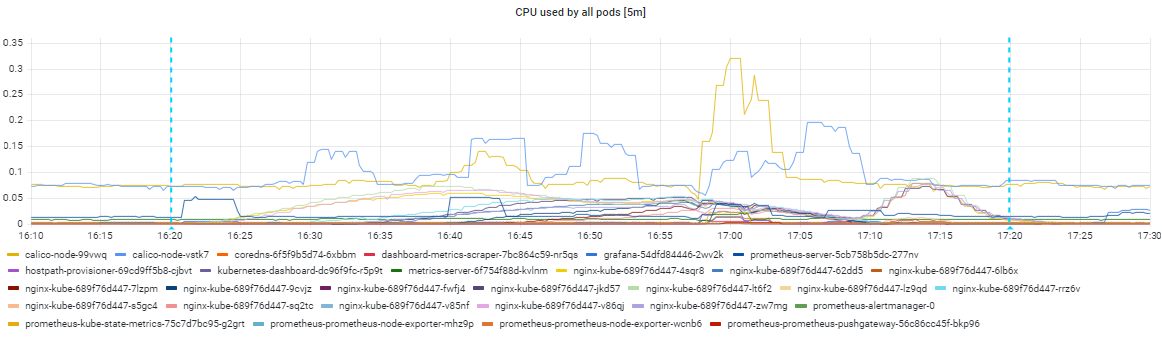 CPU used by all pods [5m]
0.35
0.3
0.25
0.2
0.15
0.1
0.05
0
16:10 16:15 16:20 16:25 16:30 16:35 16:40 16:45 16:50 16:55 17:00 17:05 17:10 17:15 17:20 17:25 17:30
calico-node-99vwq calico-node-vstk7 coredns-6f5f9b5d74-6xbbm dashboard-metrics-scraper-7bc864c59-nr5qs grafana-54dfd84446-2wv2k prometheus-server-5cb758b5dc-277nv
hostpath-provisioner-69cd9ff5b8-cjbvt kubernetes-dashboard-dc96f9fc-r5p9t metrics-server-6f754f88d-kvlnm nginx-kube-689f76d447-4sqr8 nginx-kube-689f76d447-62dd5 nginx-kube-689f76d447-6lb6x
nginx-kube-689f76d447-7lzpm nginx-kube-689f76d447-9cvjz nginx-kube-689f76d447-fwfj4 nginx-kube-689f76d447-jkd57 nginx-kube-689f76d447-lt6f2 nginx-kube-689f76d447-lz9qd nginx-kube-689f76d447-rrz6v
nginx-kube-689f76d447-s5gc4 nginx-kube-689f76d447-sq2tc nginx-kube-689f76d447-v85nf nginx-kube-689f76d447-v86qj nginx-kube-689f76d447-zw7mg prometheus-alertmanager-0
prometheus-kube-state-metrics-75c7d7bc95-g2grt prometheus-prometheus-node-exporter-mhz9p prometheus-prometheus-node-exporter-wcnb6 prometheus-prometheus-pushgateway-56c86cc45f-bkp96